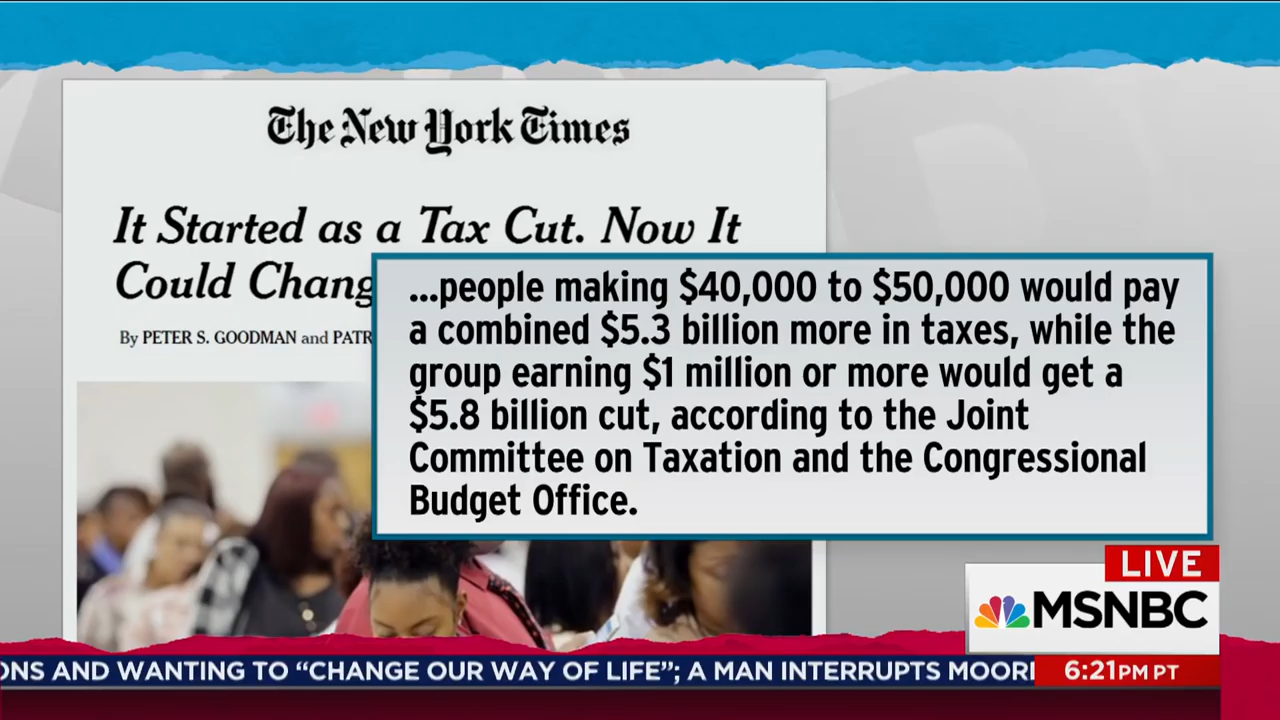 The New York Times
It Started as a Tax Cut. Now It
Could Chang
By PETER S. GOODMAN and PATR
...people making $40,000 to $50,000 would pay
a combined $5.3 billion more in taxes, while the
group earning $1 million or more would get a
$5.8 billion cut, according to the Joint
Committee on Taxation and the Congressional
Budget Office.
LIVE
MSNBC
ONS AND WANTING TO “CHANGE OUR WAY OF LIFE”; A MAN INTERRUPTS MOOR
6:21PM PT